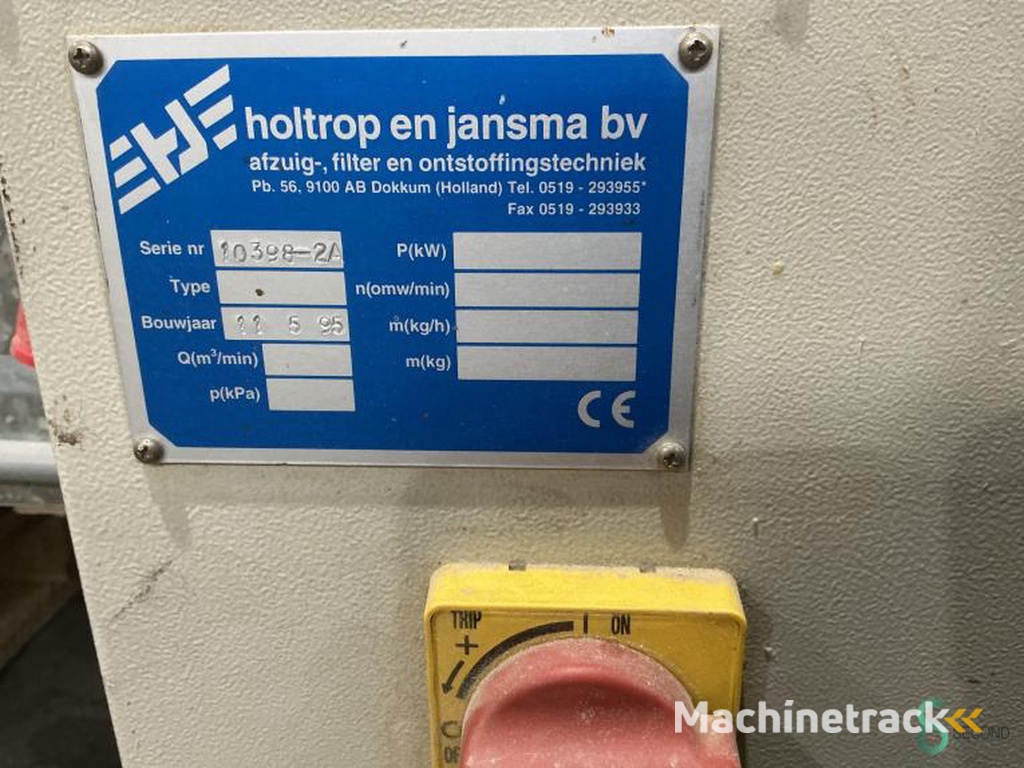 holtrop en jansma bv
afzuig-, filter en ontstoffingstechniek
Pb. 56, 9100 AB Dokkum (Holland) Tel. 0519 - 293955*
Fax 0519 - 293933
Serie nr 10398-2A
Type
Bouwjaar 11 5 95
Q(m³/min)
p(kPa)
P(kW)
n(omw/min)
ṁ(kg/h)
m(kg)
CE
TRIP I ON
+
Machinetrack
SECOND